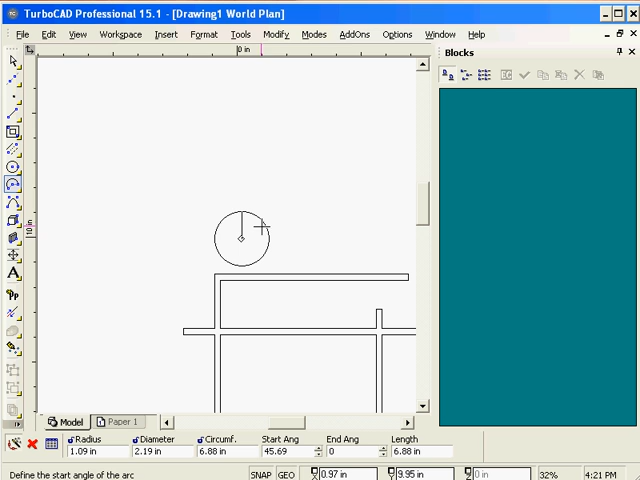 TurboCAD Professional 15.1 - [Drawing1 World Plan]
File Edit View Workspace Insert Format Tools Modify Modes AddOns Options Window Help
0 in
Blocks
10 in
A
Model Paper 1
Radius Diameter Circumf. Start Ang End Ang Length
1.09 in 2.19 in 6.88 in 45.69 0 6.88 in
Define the start angle of the arc SNAP GEO X 0.97 in Y 9.95 in Z 0 in 32% 4:21 PM